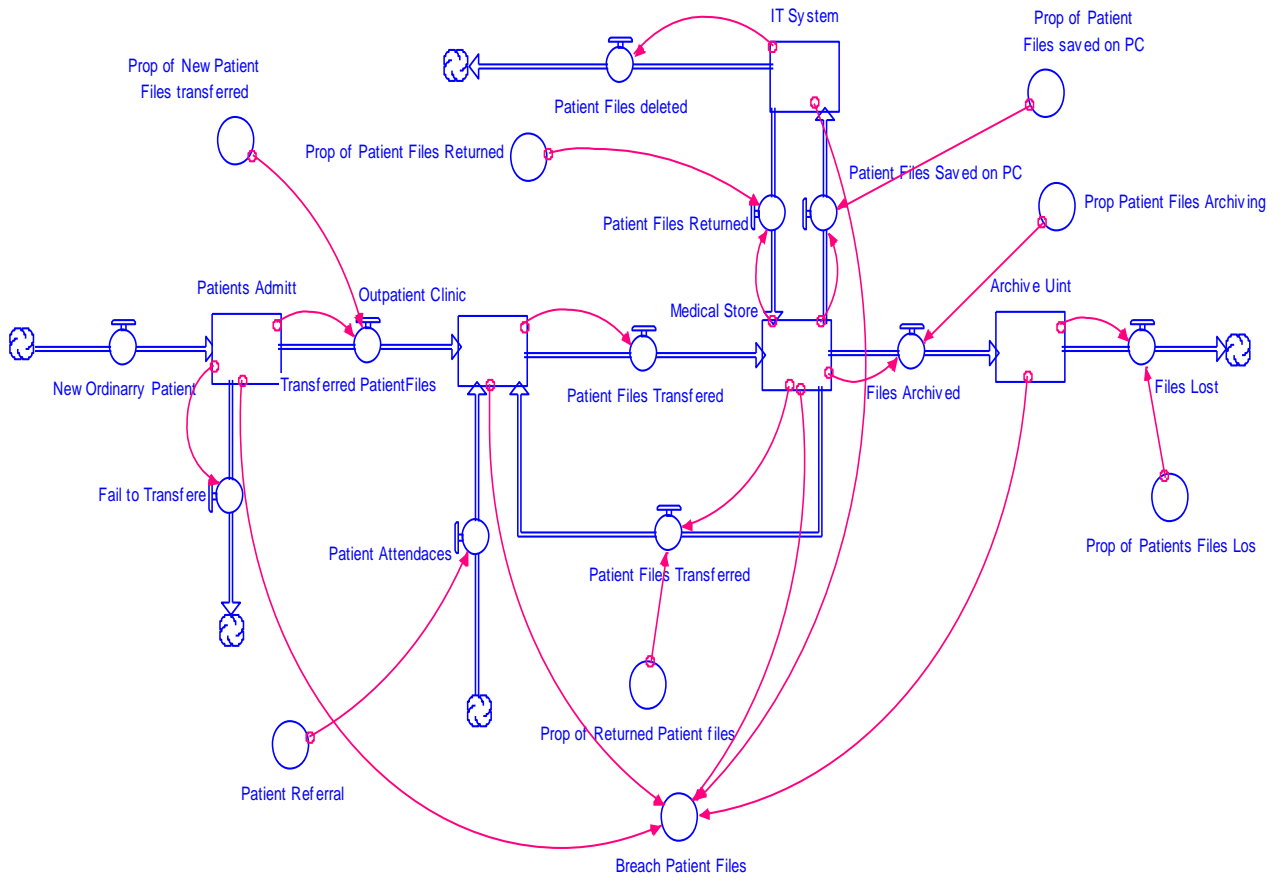 IT System
Prop of Patient
Files saved on PC
Prop of New Patient
Files transferred
Patient Files deleted
Prop of Patient Files Returned
Patient Files Saved on PC
Prop Patient Files Archiving
Patient Files Returned
Patients Admitt
Outpatient Clinic
Medical Store
Archive Uint
New Ordinarry Patient
Transferred PatientFiles
Patient Files Transfered
Files Archived
Files Lost
Fail to Transfere
Patient Attendaces
Patient Files Transferred
Prop of Patients Files Los
Prop of Returned Patient files
Patient Referral
Breach Patient Files